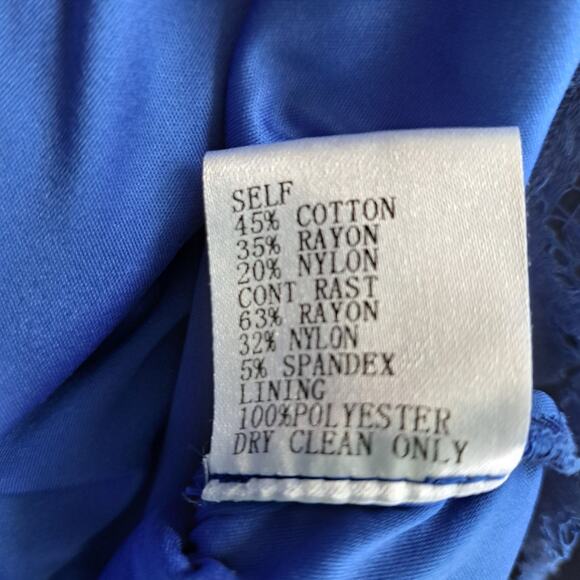 SELF
45% COTTON
35% RAYON
20% NYLON
CONT RAST
63% RAYON
32% NYLON
5% SPANDEX
LINING
100%POLYESTER
DRY CLEAN ONLY